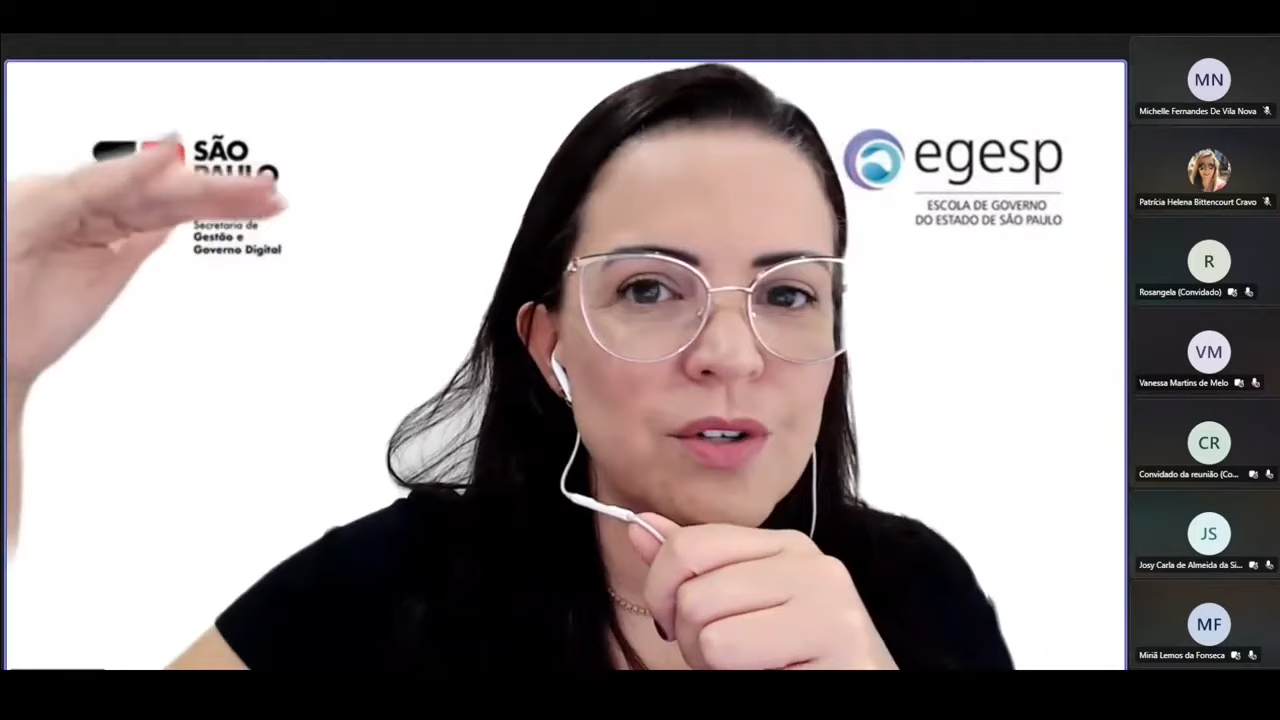 SÃO
PAULO
Secretaria de
Gestão e
Governo Digital
egesp
ESCOLA DE GOVERNO
DO ESTADO DE SÃO PAULO
MN
Michelle Fernandes De Vila Nova
Patrícia Helena Bittencourt Cravo
R
Rosangela (Convidado)
VM
Vanessa Martins de Melo
CR
Convidado da reunião (Co...
JS
Josy Carla de Almeida da Si...
MF
Miriã Lemos da Fonseca